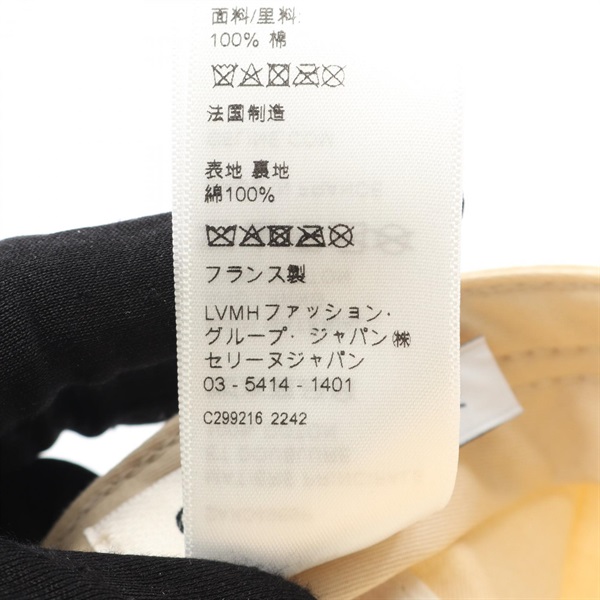 面料/里料:
100% 棉
法国制造
表地 裏地
綿100%
フランス製
LVMHファッション・
グループ・ジャパン㈱
セリーヌジャパン
03 - 5414 - 1401
C299216 2242